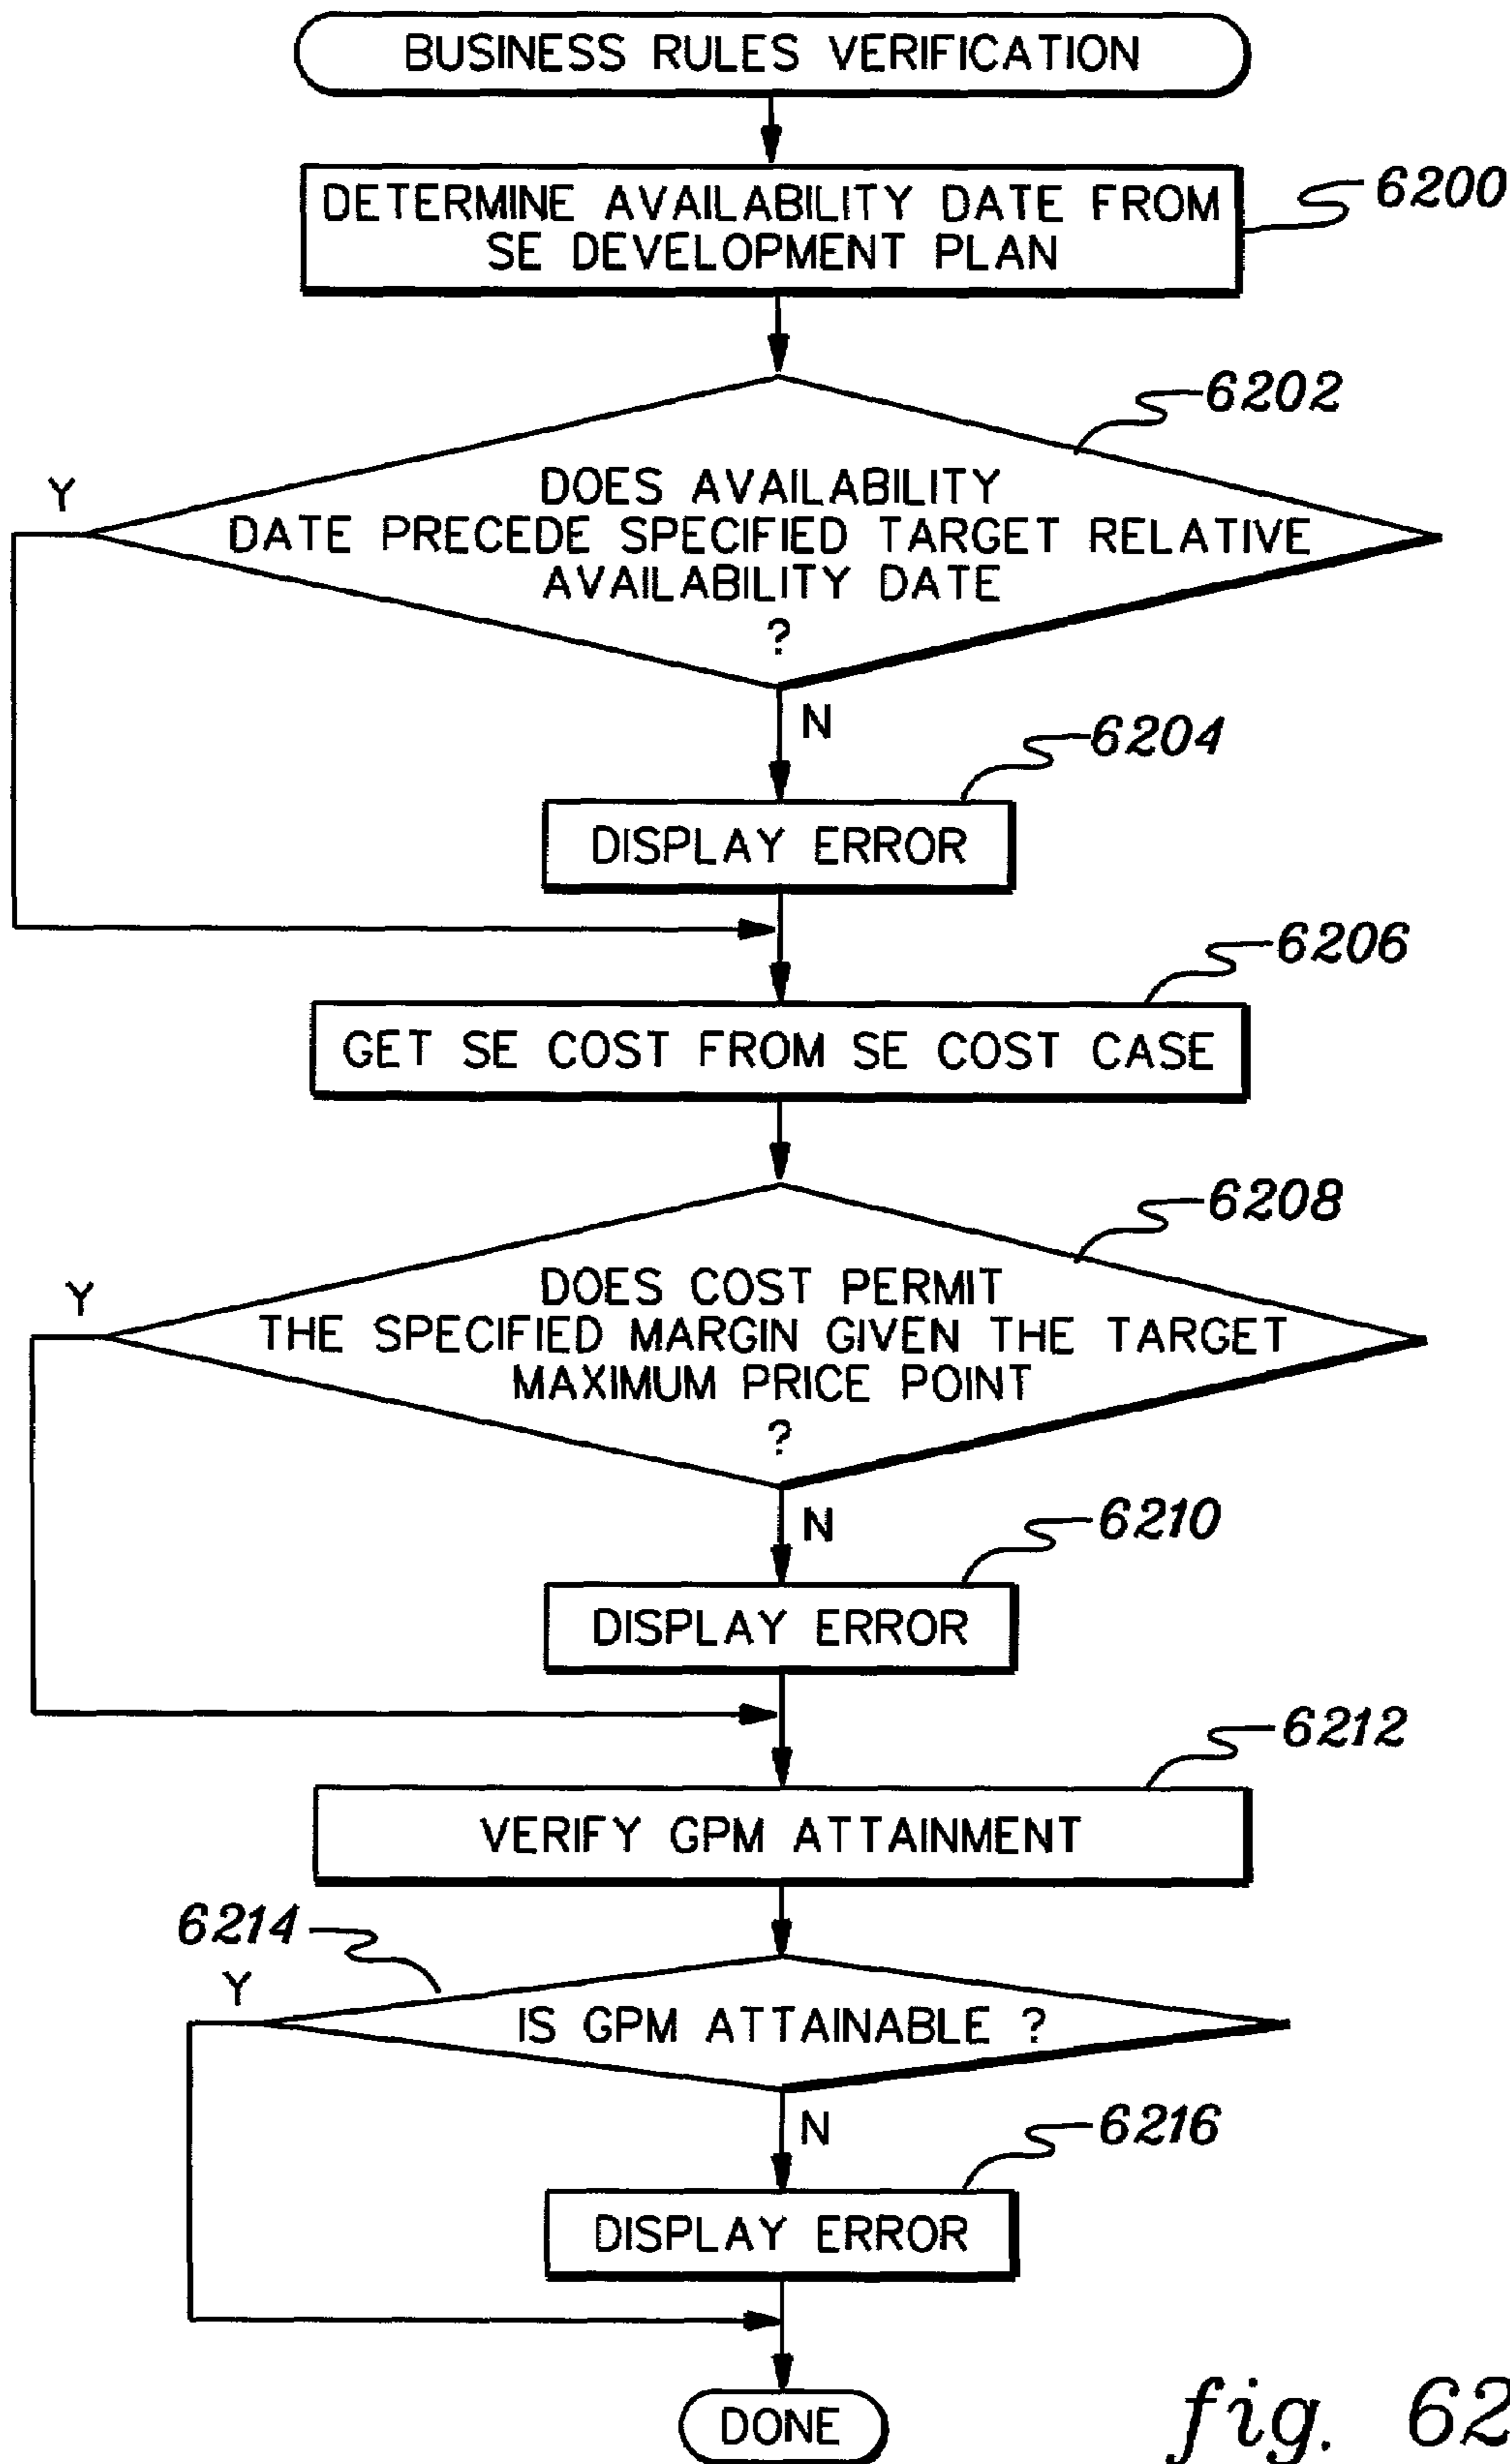 BUSINESS RULES VERIFICATION
DETERMINE AVAILABILITY DATE FROM
SE DEVELOPMENT PLAN
6200
6202
DOES AVAILABILITY
DATE PRECEDE SPECIFIED TARGET RELATIVE
AVAILABILITY DATE
?
Y
N
6204
DISPLAY ERROR
6206
GET SE COST FROM SE COST CASE
6208
DOES COST PERMIT
THE SPECIFIED MARGIN GIVEN THE TARGET
MAXIMUM PRICE POINT
?
Y
N
6210
DISPLAY ERROR
6212
VERIFY GPM ATTAINMENT
6214
Y
IS GPM ATTAINABLE ?
N
6216
DISPLAY ERROR
DONE
fig. 62